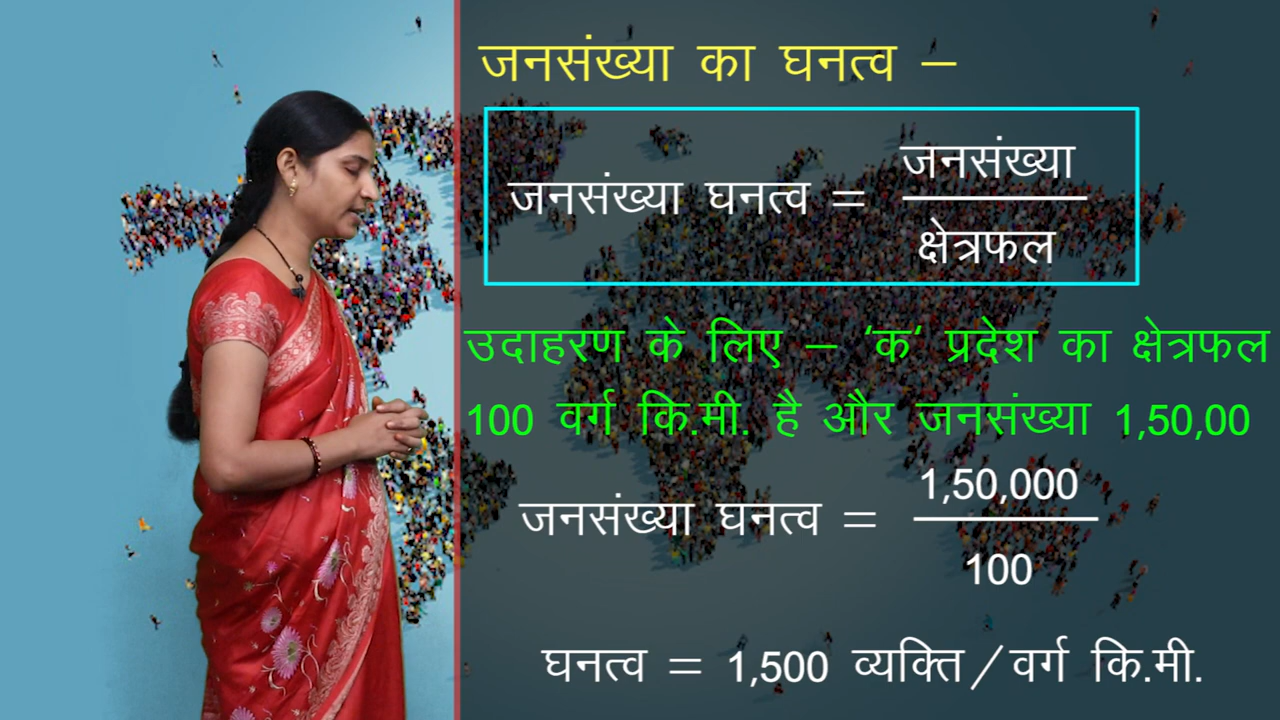 जनसंख्या का घनत्व –
जनसंख्या घनत्व = जनसंख्या / क्षेत्रफल
उदाहरण के लिए – ‘क‘ प्रदेश का क्षेत्रफल
100 वर्ग कि.मी. है और जनसंख्या 1,50,00
जनसंख्या घनत्व = 1,50,000 / 100
घनत्व = 1,500 व्यक्ति / वर्ग कि.मी.